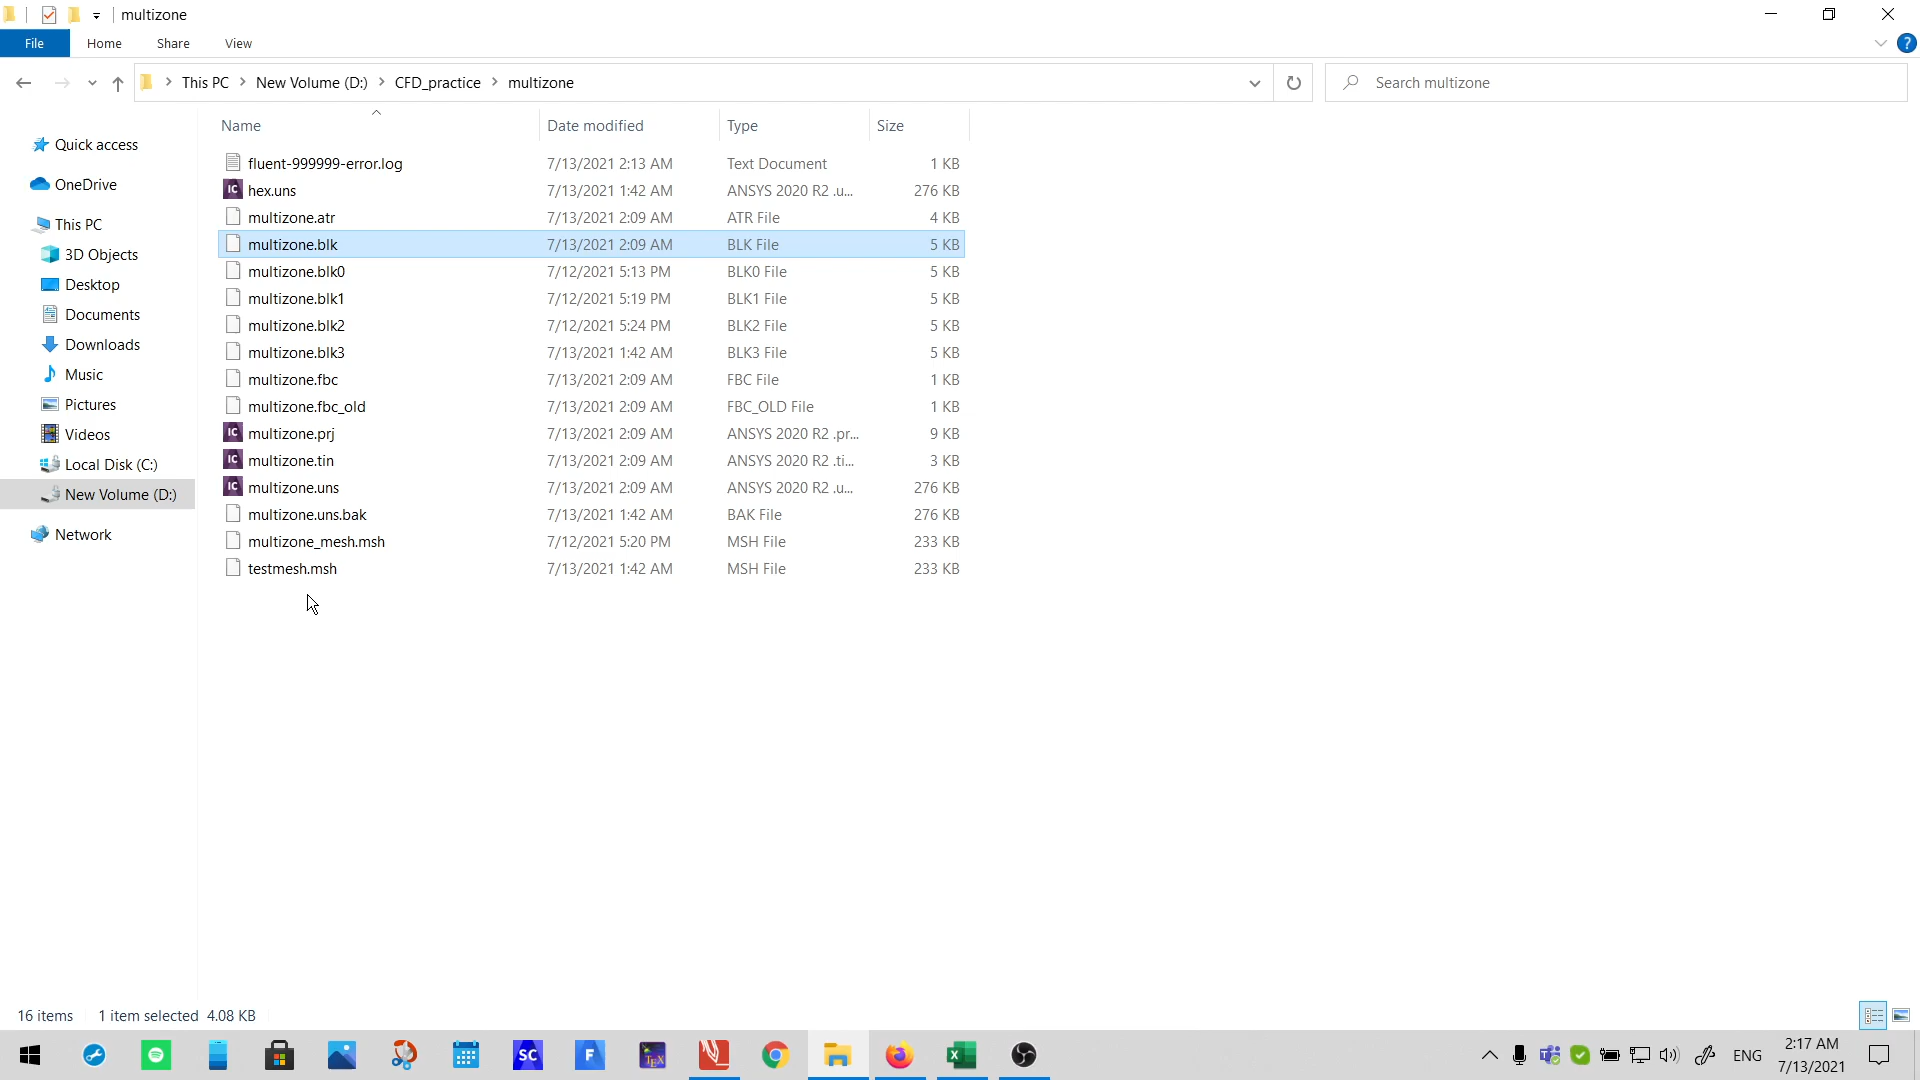 multizone
File Home Share View
This PC New Volume (D:) CFD_practice multizone
Search multizone
Name Date modified Type Size
Quick access
OneDrive
This PC
3D Objects
Desktop
Documents
Downloads
Music
Pictures
Videos
Local Disk (C:)
New Volume (D:)
Network
fluent-999999-error.log 7/13/2021 2:13 AM Text Document 1 KB
hex.uns 7/13/2021 1:42 AM ANSYS 2020 R2 .u... 276 KB
multizone.atr 7/13/2021 2:09 AM ATR File 4 KB
multizone.blk 7/13/2021 2:09 AM BLK File 5 KB
multizone.blk0 7/12/2021 5:13 PM BLK0 File 5 KB
multizone.blk1 7/12/2021 5:19 PM BLK1 File 5 KB
multizone.blk2 7/12/2021 5:24 PM BLK2 File 5 KB
multizone.blk3 7/13/2021 1:42 AM BLK3 File 5 KB
multizone.fbc 7/13/2021 2:09 AM FBC File 1 KB
multizone.fbc_old 7/13/2021 2:09 AM FBC_OLD File 1 KB
multizone.prj 7/13/2021 2:09 AM ANSYS 2020 R2 .pr... 9 KB
multizone.tin 7/13/2021 2:09 AM ANSYS 2020 R2 .ti... 3 KB
multizone.uns 7/13/2021 2:09 AM ANSYS 2020 R2 .u... 276 KB
multizone.uns.bak 7/13/2021 1:42 AM BAK File 276 KB
multizone_mesh.msh 7/12/2021 5:20 PM MSH File 233 KB
testmesh.msh 7/13/2021 1:42 AM MSH File 233 KB
16 items 1 item selected 4.08 KB
SC F TEX ENG 2:17 AM
7/13/2021